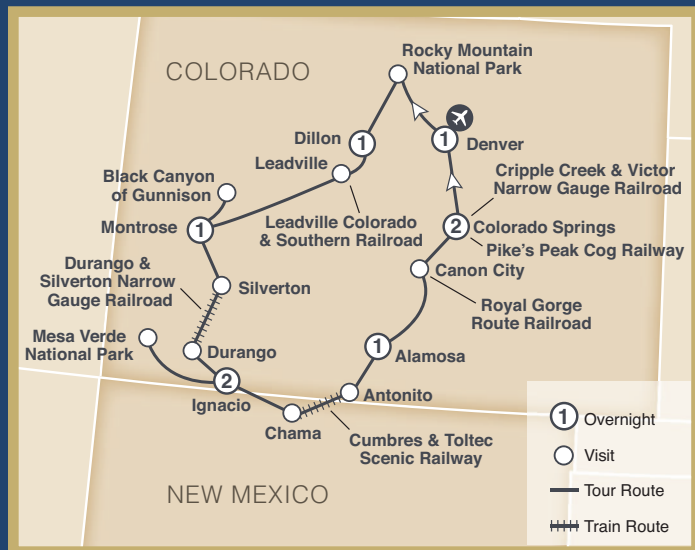 COLORADO
Rocky Mountain
National Park
Dillon
1
1
Denver
Leadville
Black Canyon
of Gunnison
Cripple Creek & Victor
Narrow Gauge Railroad
Montrose
1
Leadville Colorado
& Southern Railroad
2
Colorado Springs
Pike's Peak Cog Railway
Durango &
Silverton Narrow
Gauge Railroad
Silverton
Canon City
Royal Gorge
Route Railroad
Mesa Verde
National Park
Durango
1
Alamosa
2
Ignacio
Antonito
Chama
Cumbres & Toltec
Scenic Railway
NEW MEXICO
1 Overnight
Visit
Tour Route
Train Route